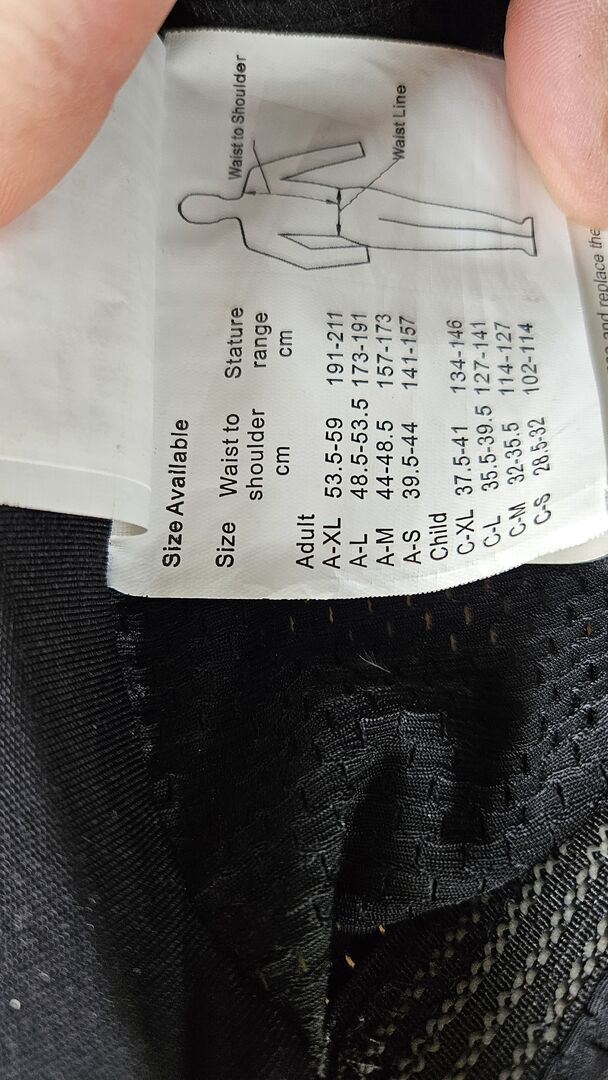 Waist to Shoulder
Waist Line
Size Available
Size Waist to Stature
shoulder range
cm cm
Adult
A-XL 53.5-59 191-211
A-L 48.5-53.5 173-191
A-M 44-48.5 157-173
A-S 39.5-44 141-157
Child
C-XL 37.5-41 134-146
C-L 35.5-39.5 127-141
C-M 32-35.5 114-127
C-S 28.5-32 102-114
and replace the